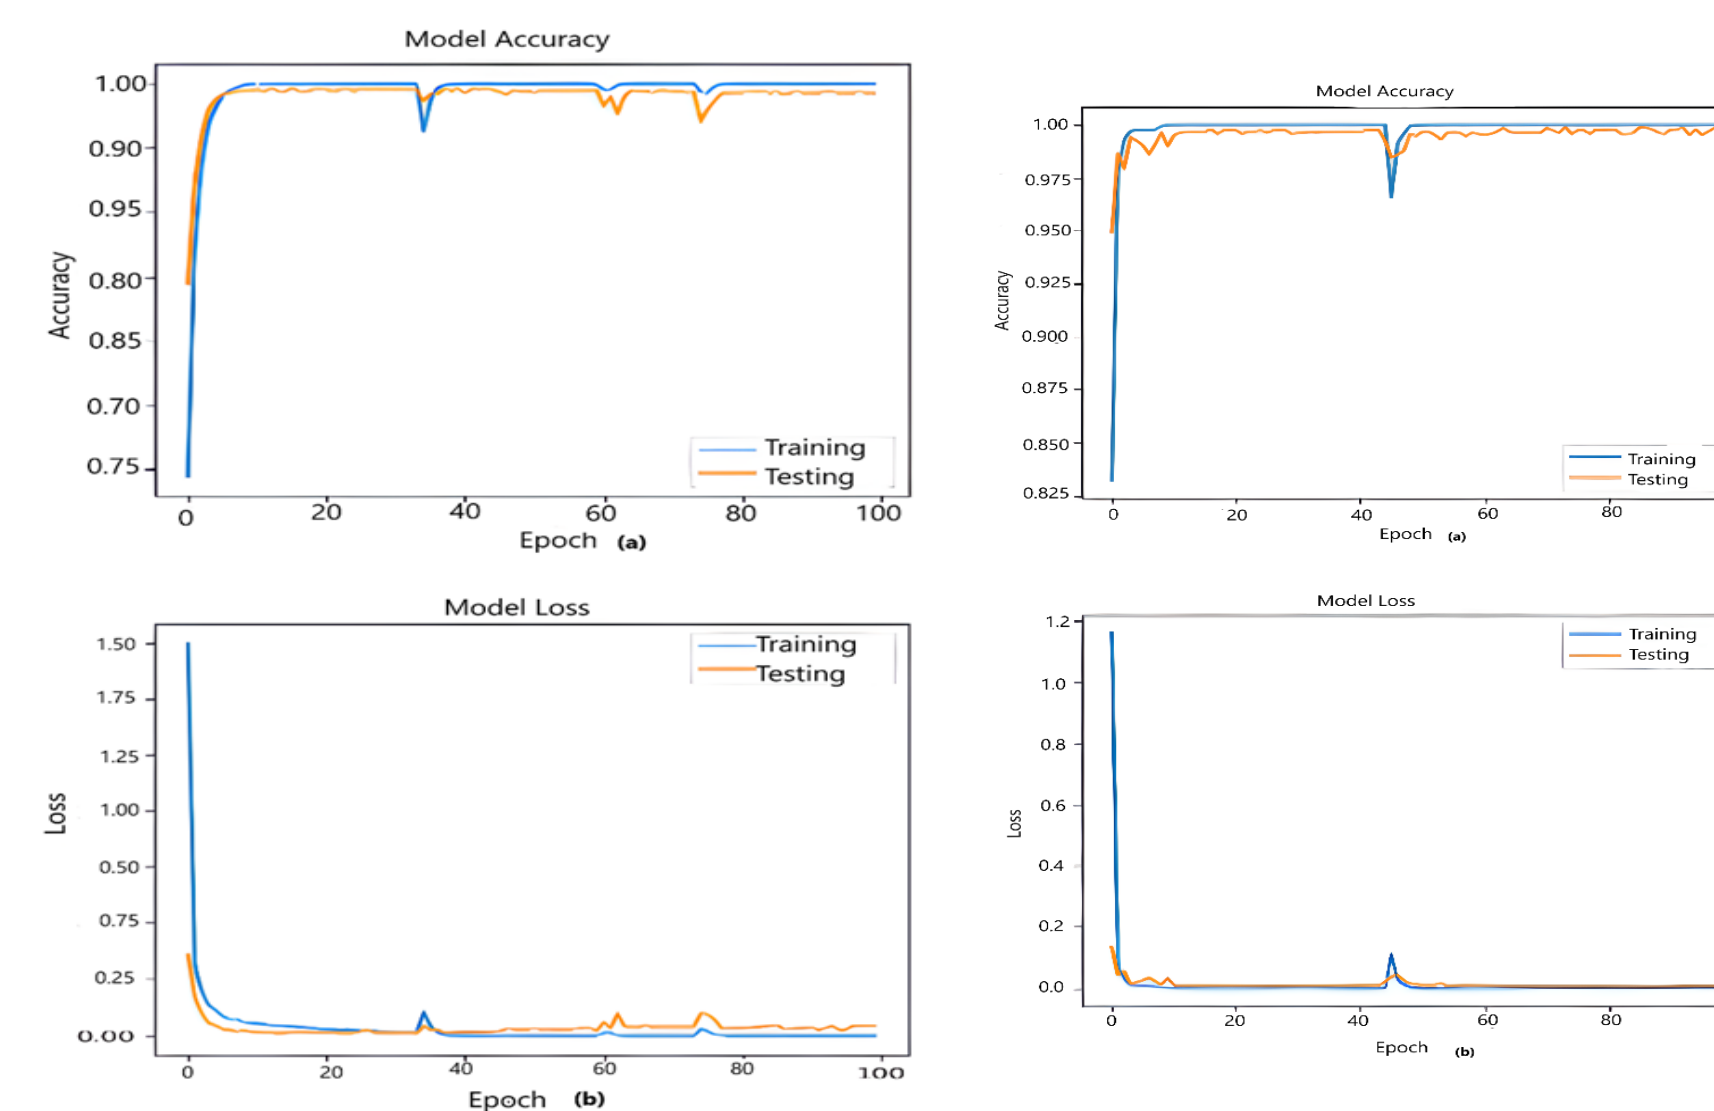 Model Accuracy
1.00
0.90
0.95
0.80
0.85
0.70
0.75
Accuracy
Training
Testing
0 20 40 60 80 100
Epoch (a)
Model Accuracy
1.00
0.975
0.950
0.925
0.900
0.875
0.850
0.825
Accuracy
Training
Testing
0 20 40 60 80
Epoch (a)
Model Loss
1.50
1.75
1.25
1.00
0.50
0.75
0.25
0.00
Loss
Training
Testing
0 20 40 60 80 100
Epoch (b)
Model Loss
1.2
1.0
0.8
0.6
0.4
0.2
0.0
Loss
Training
Testing
0 20 40 60 80
Epoch (b)